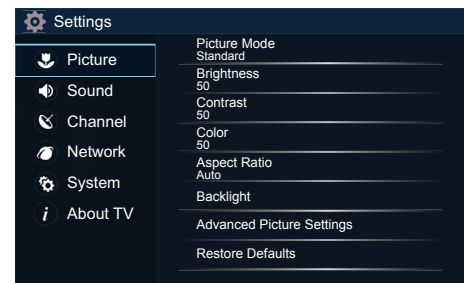 Settings
Picture
Sound
Channel
Network
System
About TV
Picture Mode
Standard
Brightness
50
Contrast
50
Color
50
Aspect Ratio
Auto
Backlight
Advanced Picture Settings
Restore Defaults